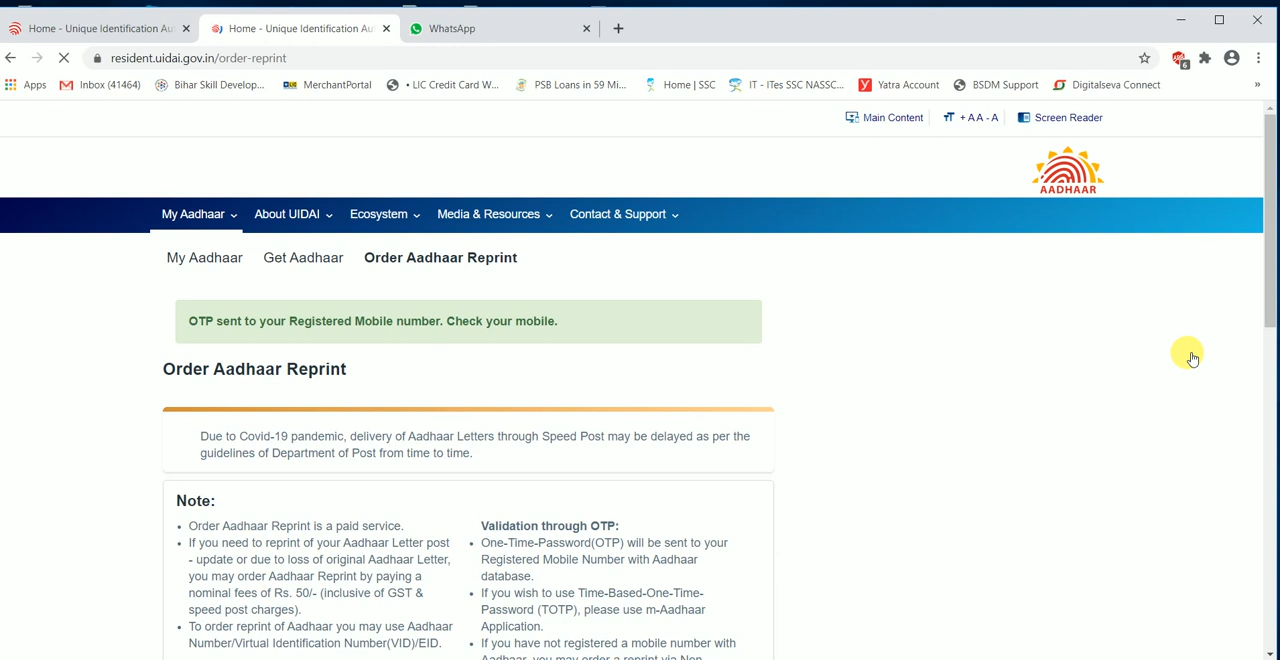 Home - Unique Identification Au
Home - Unique Identification Au
WhatsApp
resident.uidai.gov.in/order-reprint
6
Apps
Inbox (41464)
Bihar Skill Develop...
MerchantPortal
• LIC Credit Card W...
PSB Loans in 59 Mi...
Home | SSC
IT - ITes SSC NASSC...
Yatra Account
BSDM Support
Digitalseva Connect
»
Main Content
+ A A - A
Screen Reader
AADHAAR
My Aadhaar
About UIDAI
Ecosystem
Media & Resources
Contact & Support
My Aadhaar
Get Aadhaar
Order Aadhaar Reprint
OTP sent to your Registered Mobile number. Check your mobile.
Order Aadhaar Reprint
Due to Covid-19 pandemic, delivery of Aadhaar Letters through Speed Post may be delayed as per the
guidelines of Department of Post from time to time.
Note:
• Order Aadhaar Reprint is a paid service.
• If you need to reprint of your Aadhaar Letter post
- update or due to loss of original Aadhaar Letter,
you may order Aadhaar Reprint by paying a
nominal fees of Rs. 50/- (inclusive of GST &
speed post charges).
• To order reprint of Aadhaar you may use Aadhaar
Number/Virtual Identification Number(VID)/EID.
Validation through OTP:
• One-Time-Password(OTP) will be sent to your
Registered Mobile Number with Aadhaar
database.
• If you wish to use Time-Based-One-Time-
Password (TOTP), please use m-Aadhaar
Application.
• If you have not registered a mobile number with
Aadhaar, you may order a reprint via Non